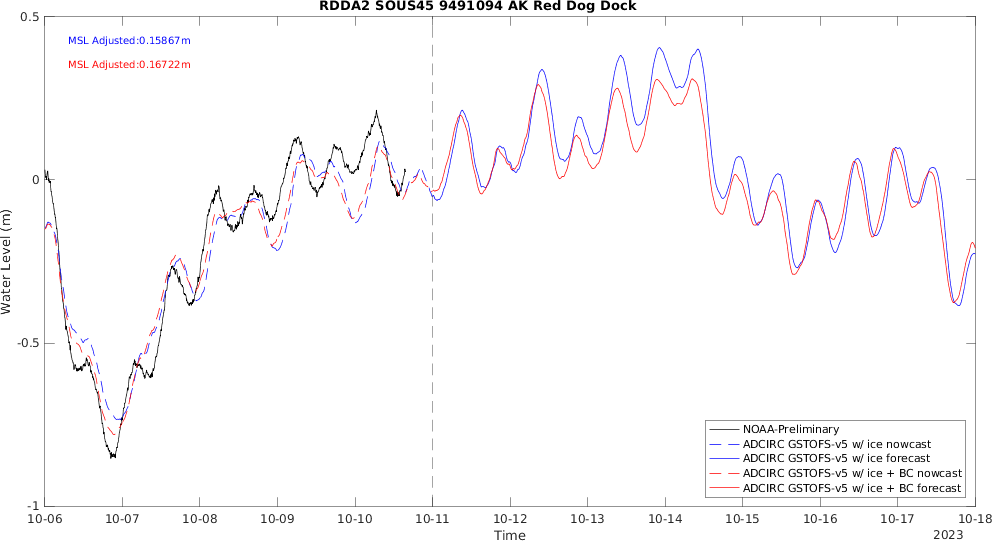 RDDA2 SOUS45 9491094 AK Red Dog Dock
MSL Adjusted:0.15867m
MSL Adjusted:0.16722m
Water Level (m)
0.5
0
-0.5
-1
NOAA-Preliminary
ADCIRC GSTOFS-v5 w/ ice nowcast
ADCIRC GSTOFS-v5 w/ ice forecast
ADCIRC GSTOFS-v5 w/ ice + BC nowcast
ADCIRC GSTOFS-v5 w/ ice + BC forecast
10-06 10-07 10-08 10-09 10-10 10-11 10-12 10-13 10-14 10-15 10-16 10-17 10-18
Time
2023